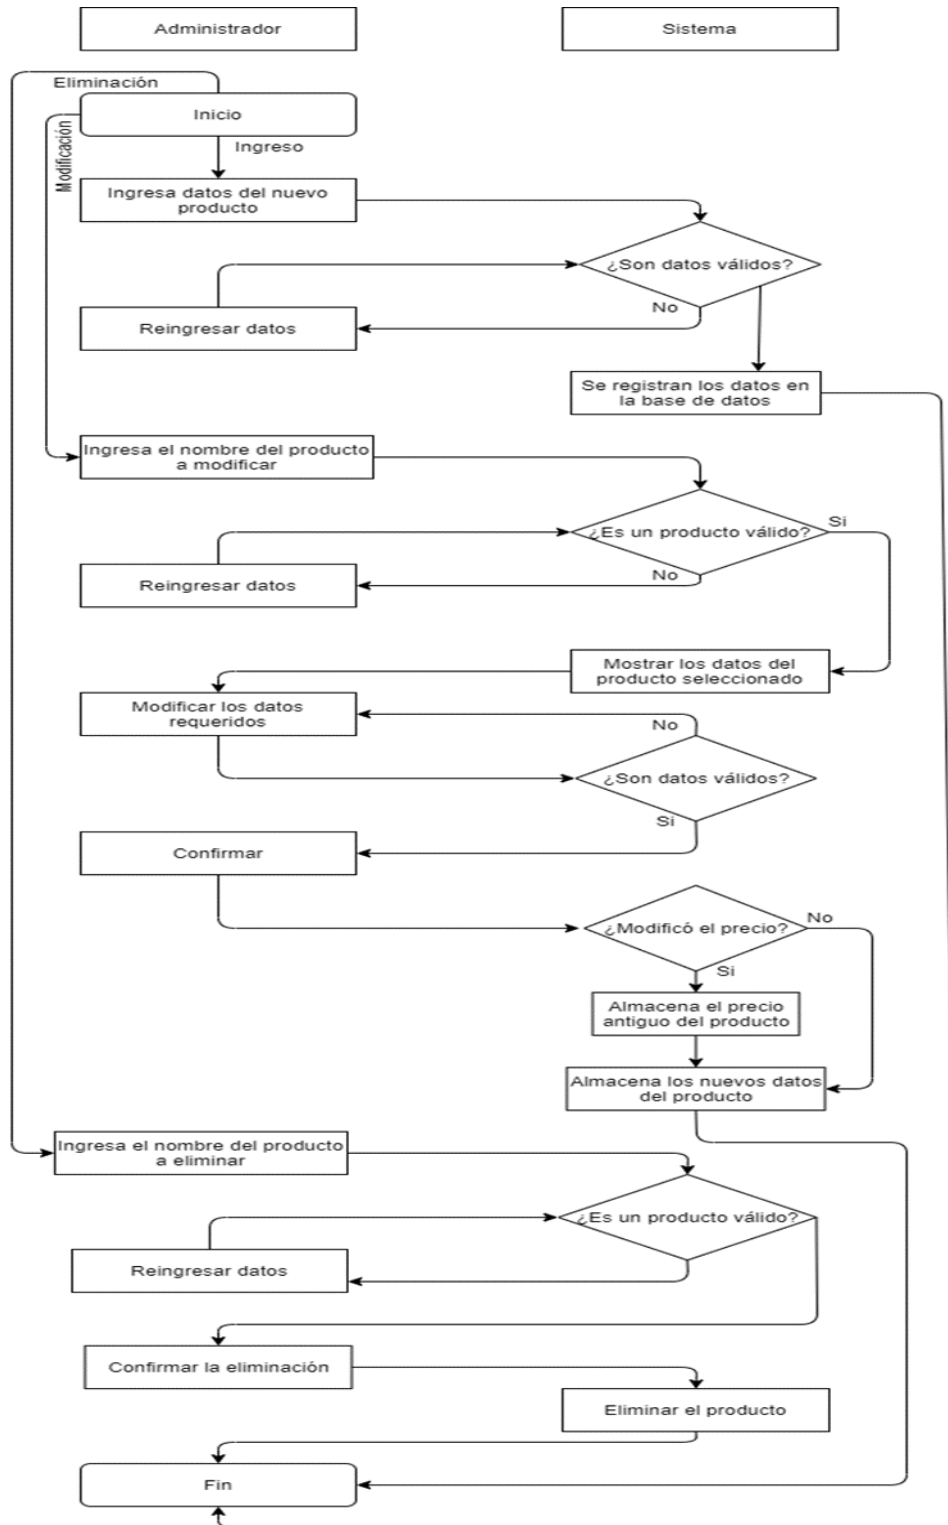 Administrador
Sistema
Eliminación
Inicio
Modificación
Ingreso
Ingresa datos del nuevo
producto
¿Son datos válidos?
No
Reingresar datos
Se registran los datos en
la base de datos
Ingresa el nombre del producto
a modificar
¿Es un producto válido?
Si
No
Reingresar datos
Mostrar los datos del
producto seleccionado
Modificar los datos
requeridos
No
¿Son datos válidos?
Si
Confirmar
¿Modificó el precio?
No
Si
Almacena el precio
antiguo del producto
Almacena los nuevos datos
del producto
Ingresa el nombre del producto
a eliminar
¿Es un producto válido?
Reingresar datos
Confirmar la eliminación
Eliminar el producto
Fin